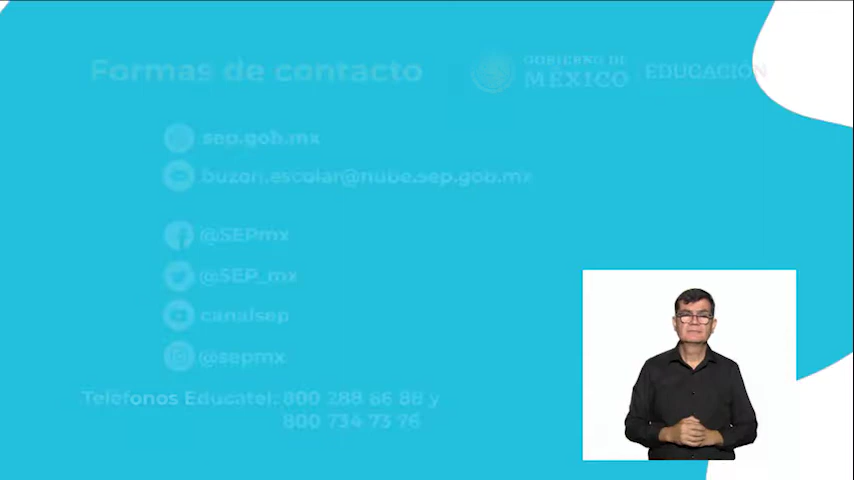 Formas de contacto
GOBIERNO DE
MÉXICO
EDUCACIÓN
sep.gob.mx
buzon.escolar@nube.sep.gob.mx
@SEPmx
@SEP_mx
canalsep
@sepmx
Teléfonos Educatel: 800 288 66 88 y
800 734 73 76